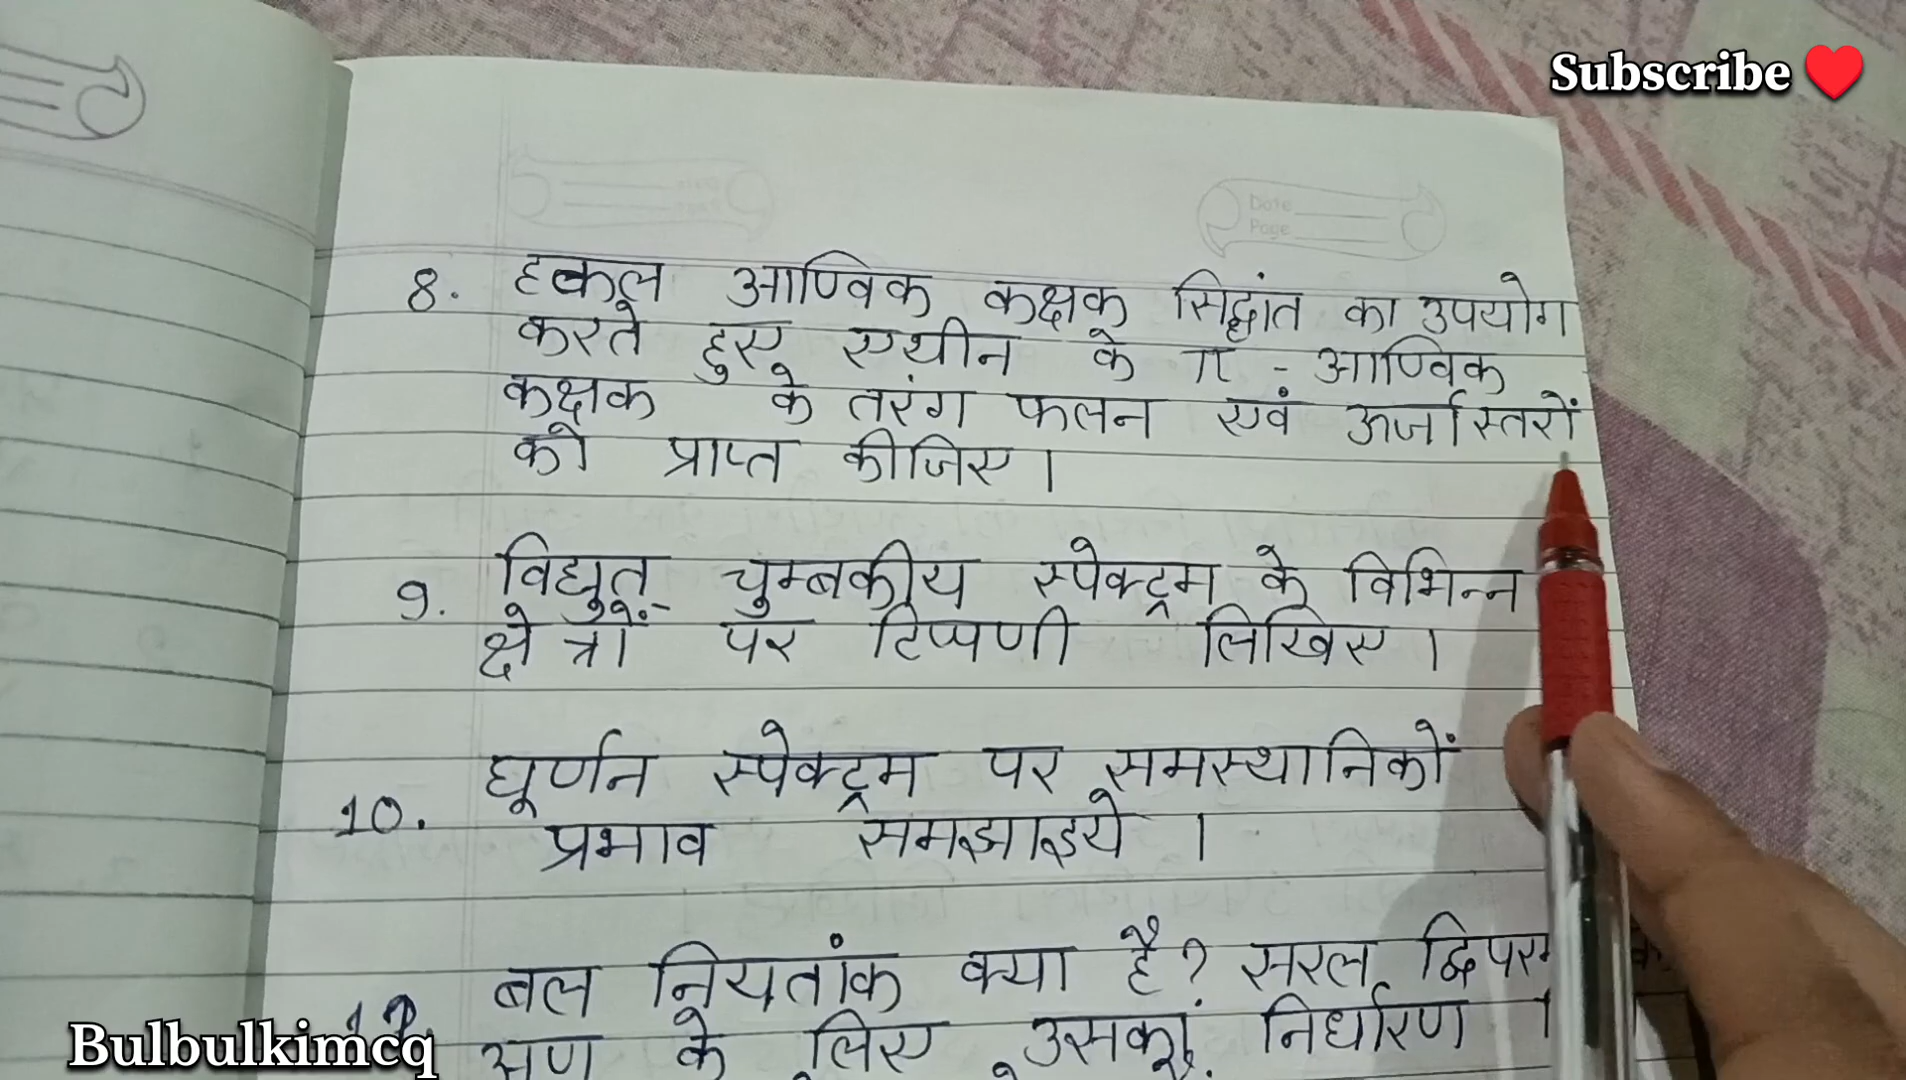 Subscribe ❤️
Date
Page
8. हकल आण्विक कक्षक सिद्धांत का उपयोग
करते हुए एथीन के π - आण्विक
कक्षक के तरंग फलन एवं ऊर्जास्तरों
को प्राप्त कीजिए।
9. विद्युत् चुम्बकीय स्पेक्ट्रम के विभिन्न
क्षेत्रों पर टिप्पणी लिखिए।
घूर्णन स्पेक्ट्रम पर समस्थानिकों
10. प्रभाव समझाइये।
बल नियतांक क्या है? सरल
अणु के लिए उसका निर्धारण
Bulbulkimcq